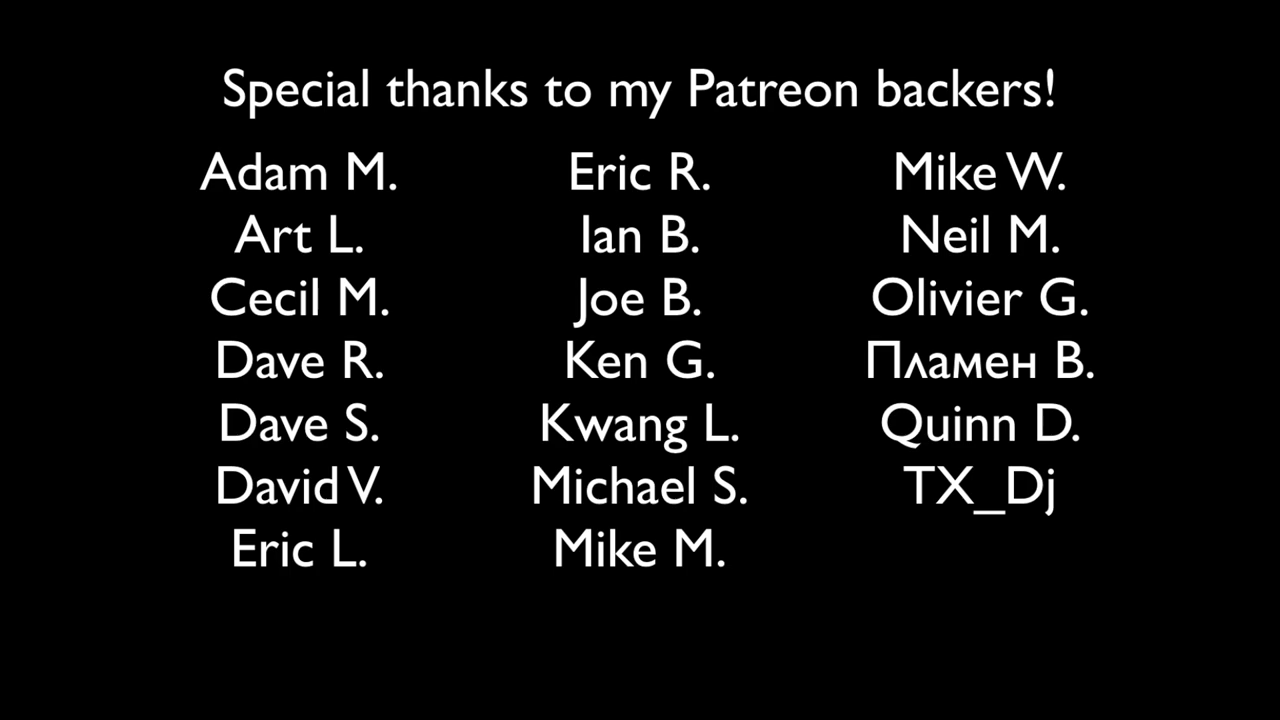 Special thanks to my Patreon backers!
Adam M.
Art L.
Cecil M.
Dave R.
Dave S.
David V.
Eric L.
Eric R.
Ian B.
Joe B.
Ken G.
Kwang L.
Michael S.
Mike M.
Mike W.
Neil M.
Olivier G.
Пламен В.
Quinn D.
TX_Dj